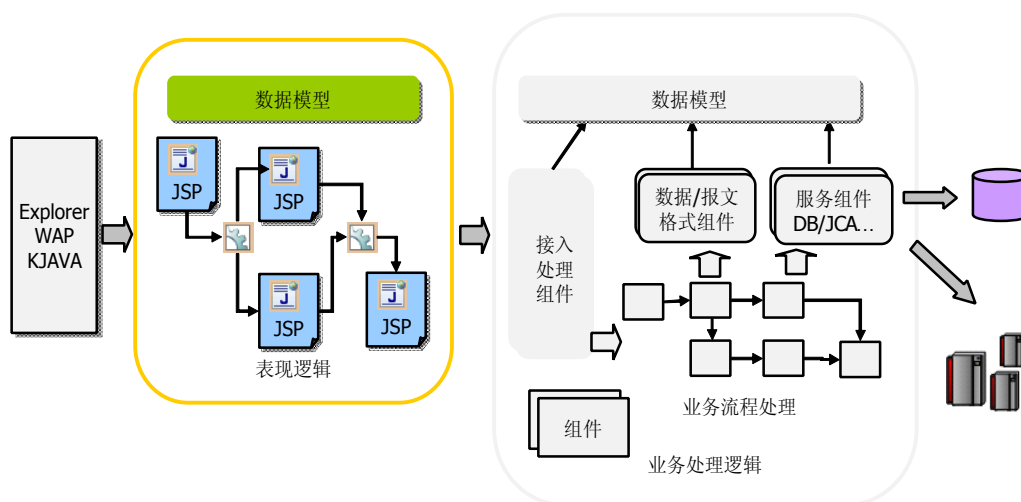 数据模型
数据模型
Explorer
WAP
KJAVA
JSP
JSP
JSP
JSP
表现逻辑
接入
处理
组件
数据/报文
格式组件
服务组件
DB/JCA...
业务流程处理
组件
业务处理逻辑